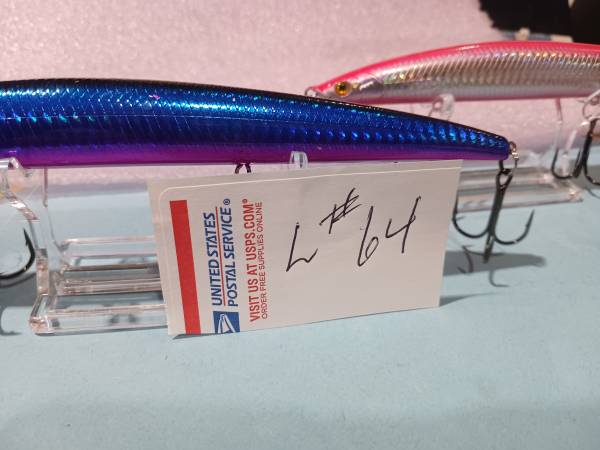 UNITED STATES
POSTAL SERVICE®
VISIT US AT USPS.COM®
ORDER FREE SUPPLIES ONLINE
L # 64